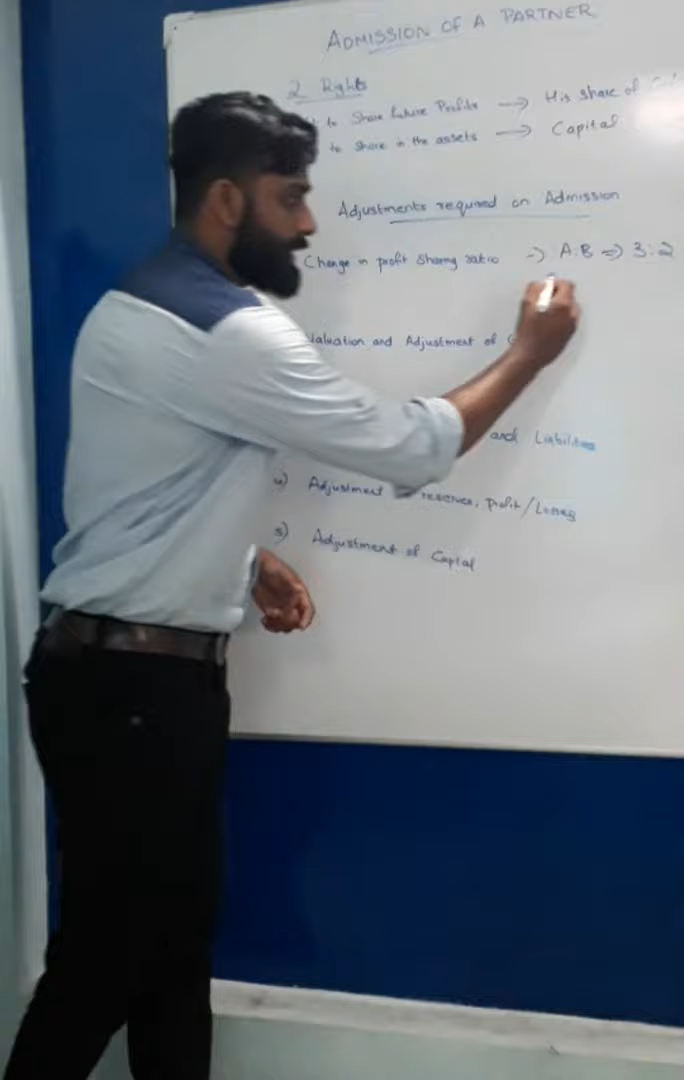 ADMISSION OF A PARTNER
2 Rights
to Share future Profits → His share of
to share in the assets → Capital
Adjustments required on Admission
Change in profit sharing ratio → A:B => 3:2
Valuation and Adjustment of
and Liabilities
4) Adjustment reserves, profit/Losses
5) Adjustment of Capital